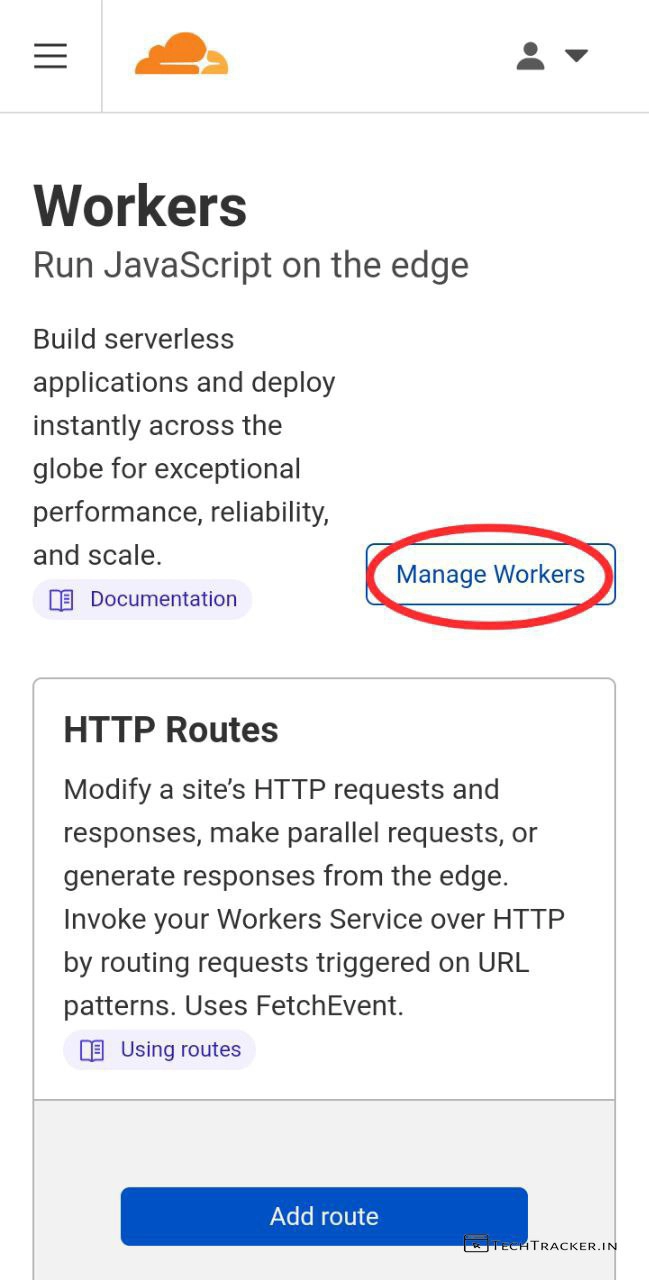 Workers
Run JavaScript on the edge
Build serverless
applications and deploy
instantly across the
globe for exceptional
performance, reliability,
and scale.
Documentation
Manage Workers
HTTP Routes
Modify a site’s HTTP requests and
responses, make parallel requests, or
generate responses from the edge.
Invoke your Workers Service over HTTP
by routing requests triggered on URL
patterns. Uses FetchEvent.
Using routes
Add route
TECHTRACKER.IN